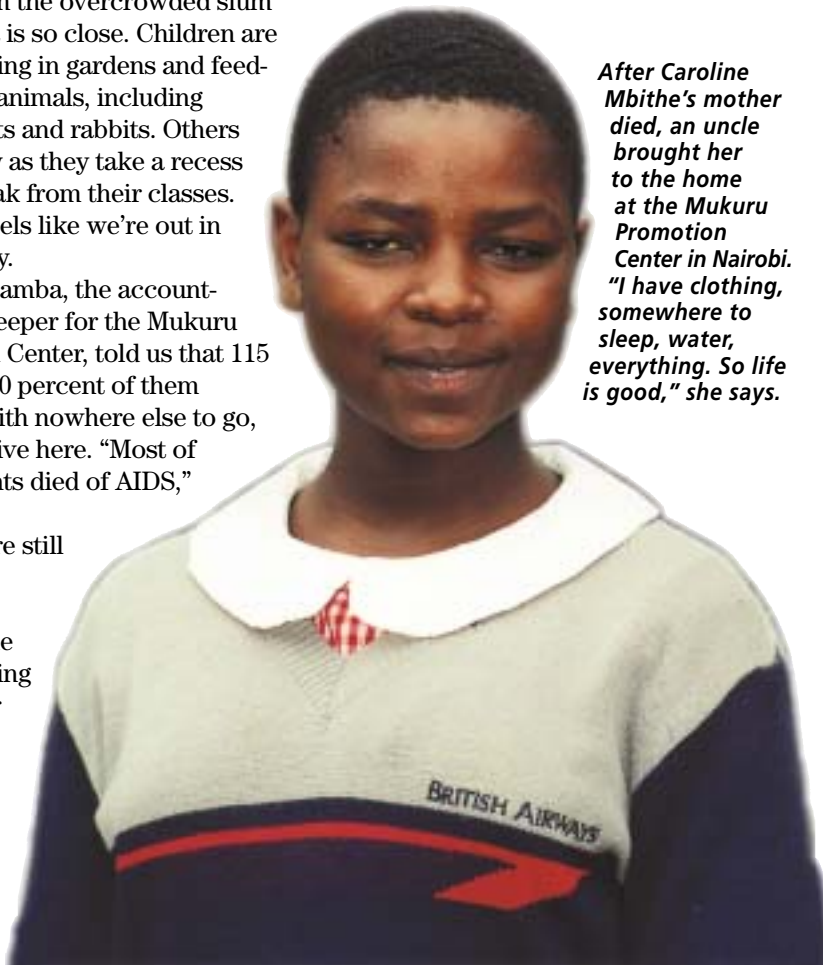 n the overcrowded slum
is so close. Children are
ing in gardens and feed-
animals, including
ts and rabbits. Others
as they take a recess
ak from their classes.
els like we're out in
y.
amba, the account-
eeper for the Mukuru
Center, told us that 115
0 percent of them
ith nowhere else to go,
ive here. “Most of
nts died of AIDS,”
re still
e
ing
After Caroline
Mbithe's mother
died, an uncle
brought her
to the home
at the Mukuru
Promotion
Center in Nairobi.
“I have clothing,
somewhere to
sleep, water,
everything. So life
is good,” she says.
BRITISH AIRWAYS